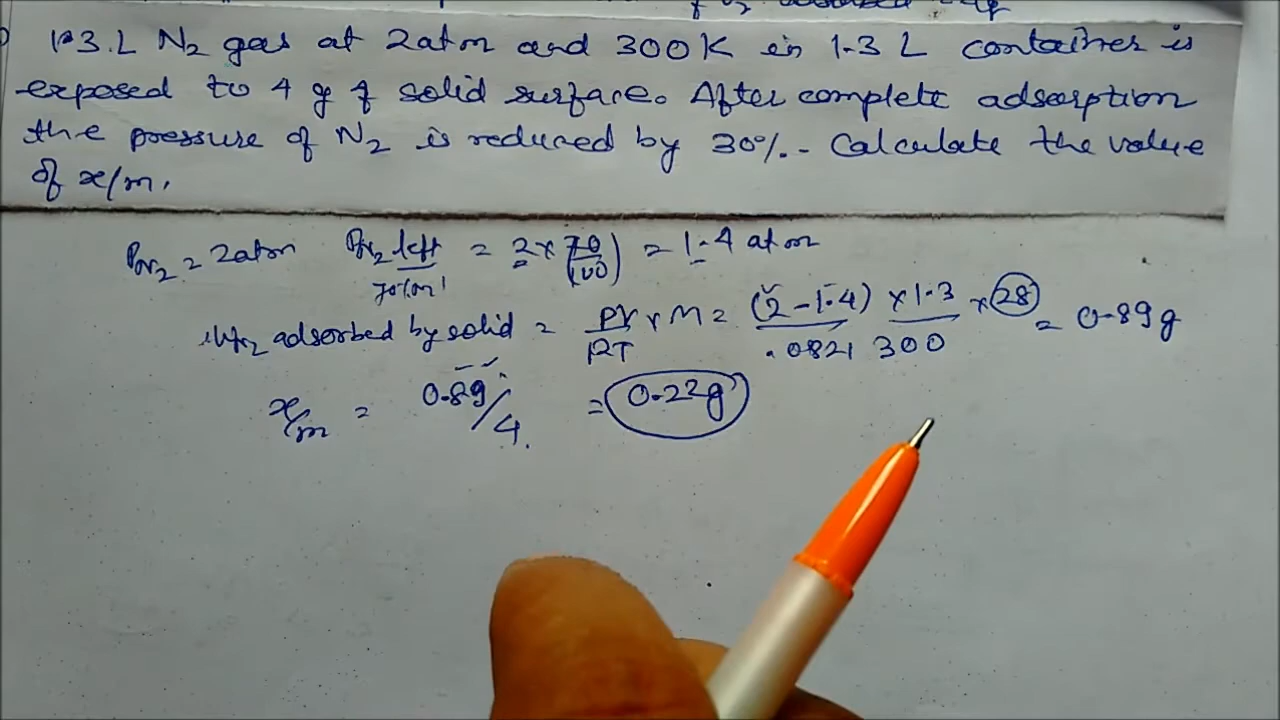 1.3.L N2 gas at 2atm and 300K in 1.3 L container is
exposed to 4 g of solid surface. After complete adsorption
the pressure of N2 is reduced by 30%. Calculate the value
of x/m.
PN2 = 2atm PN2 left = 2 x (70/100) = 1.4 atm
adsorbed by solid = PV/RT x M = (2-1.4)/.0821 x 1.3/300 x 28 = 0.89g
x/m = 0.89/4. = 0.22g